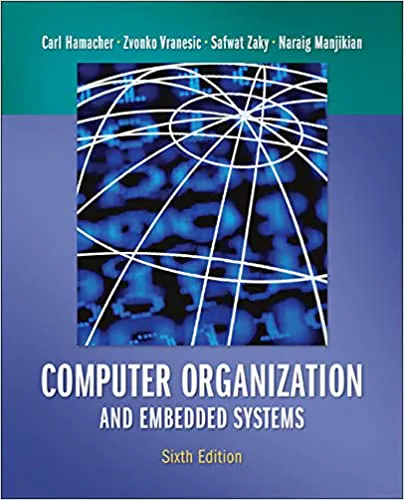 Carl Hamacher • Zvonko Vranesic • Safwat Zaky • Naraig Manjikian
COMPUTER ORGANIZATION
AND EMBEDDED SYSTEMS
Sixth Edition